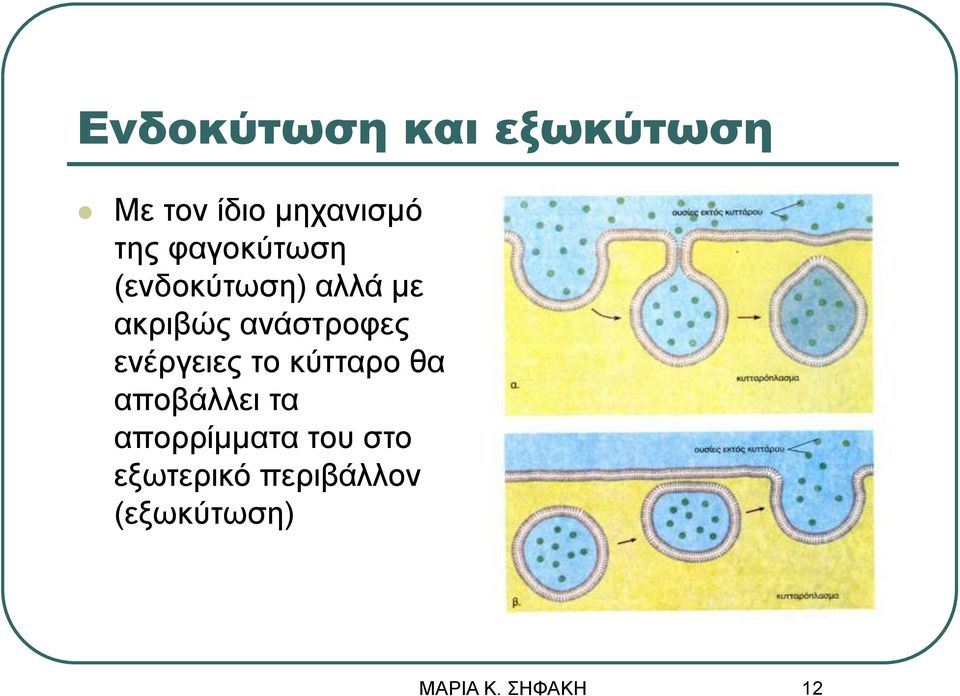 Ενδοκύτωση και εξωκύτωση
Με τον ίδιο μηχανισμό
της φαγοκύτωση
(ενδοκύτωση) αλλά με
ακριβώς ανάστροφες
ενέργειες το κύτταρο θα
αποβάλλει τα
απορρίμματα του στο
εξωτερικό περιβάλλον
(εξωκύτωση)
ουσίες εκτός κυττάρου
κυτταρόπλασμα
α.
ουσίες εκτός κυττάρου
κυτταρόπλασμα
β.
ΜΑΡΙΑ Κ. ΣΗΦΑΚΗ 12